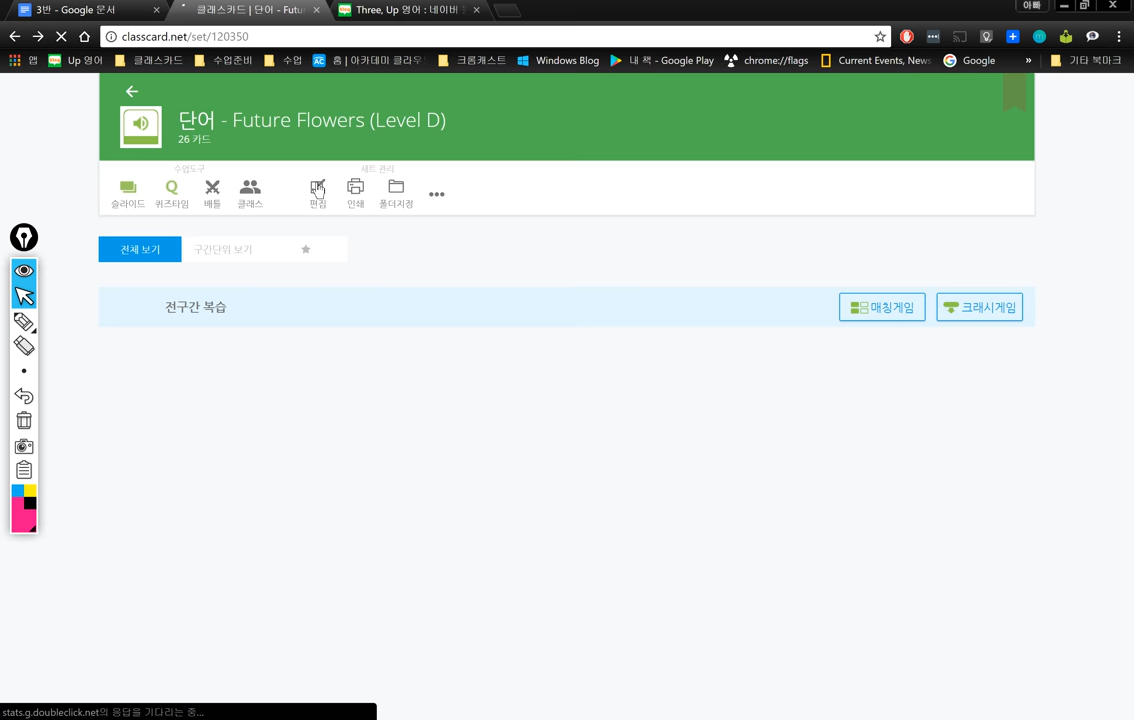 3반 - Google 문서
클래스카드 | 단어 - Futu
Three, Up 영어 : 네이버
아빠
classcard.net/set/120350
앱
Up 영어
클래스카드
수업준비
수업
AC
홈 | 아카데미 클라우
크롬캐스트
Windows Blog
내 책 - Google Play
chrome://flags
Current Events, News
Google
»
기타 북마크
단어 - Future Flowers (Level D)
26 카드
수업도구
세트 관리
Q
슬라이드
퀴즈타임
배틀
클래스
편집
인쇄
폴더지정
전체 보기
구간단위 보기
전구간 복습
매칭게임
크래시게임
stats.g.doubleclick.net의 응답을 기다리는 중...